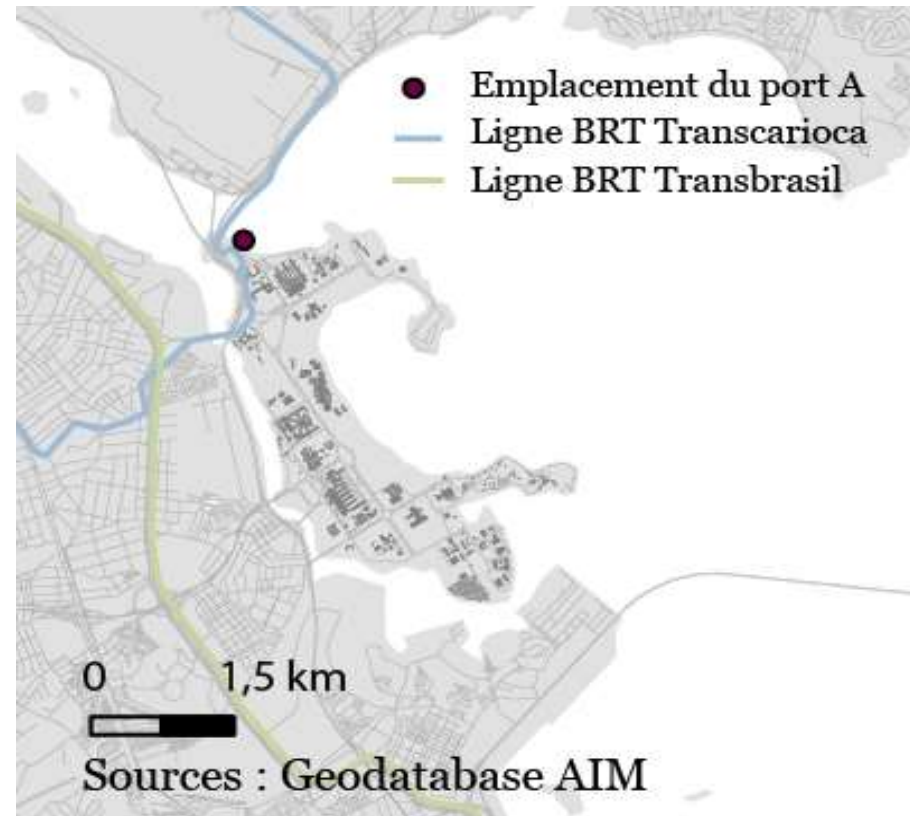 Emplacement du port A
Ligne BRT Transcarioca
Ligne BRT Transbrasil
0 1,5 km
Sources : Geodatabase AIM